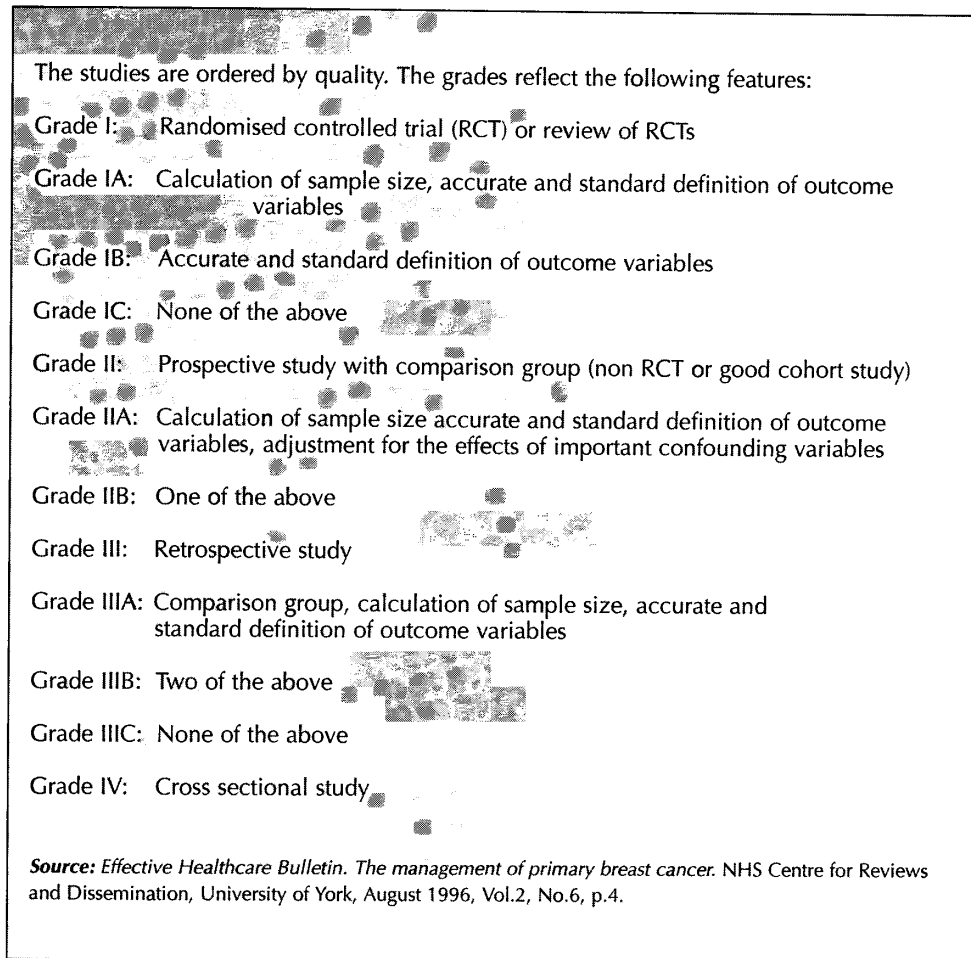 The studies are ordered by quality. The grades reflect the following features:
Grade I: Randomised controlled trial (RCT) or review of RCTs
Grade IA: Calculation of sample size, accurate and standard definition of outcome
variables
Grade IB: Accurate and standard definition of outcome variables
Grade IC: None of the above
Grade II: Prospective study with comparison group (non RCT or good cohort study)
Grade IIA: Calculation of sample size accurate and standard definition of outcome
variables, adjustment for the effects of important confounding variables
Grade IIB: One of the above
Grade III: Retrospective study
Grade IIIA: Comparison group, calculation of sample size, accurate and
standard definition of outcome variables
Grade IIIB: Two of the above
Grade IIIC: None of the above
Grade IV: Cross sectional study
Source: Effective Healthcare Bulletin. The management of primary breast cancer. NHS Centre for Reviews
and Dissemination, University of York, August 1996, Vol.2, No.6, p.4.